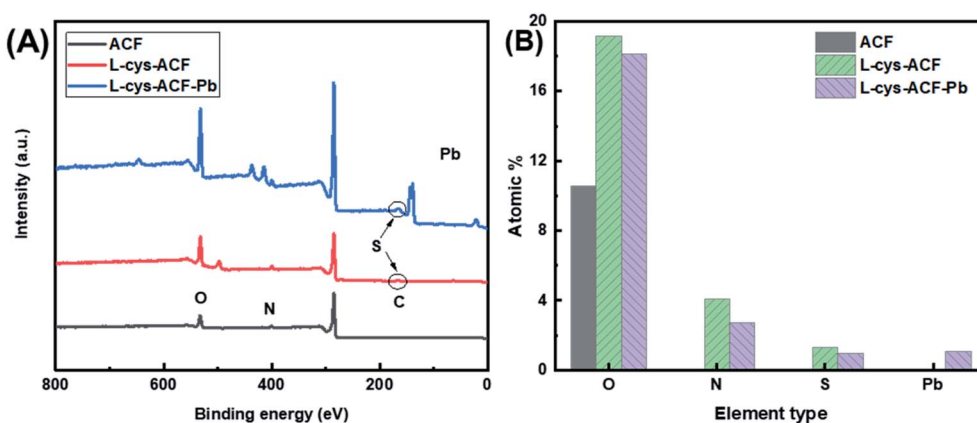 (A)
ACF
L-cys-ACF
L-cys-ACF-Pb
Pb
S
O
N
C
Intensity (a.u.)
800
600
400
200
0
Binding energy (eV)
(B)
ACF
L-cys-ACF
L-cys-ACF-Pb
Atomic %
20
16
12
8
4
0
O
N
S
Pb
Element type